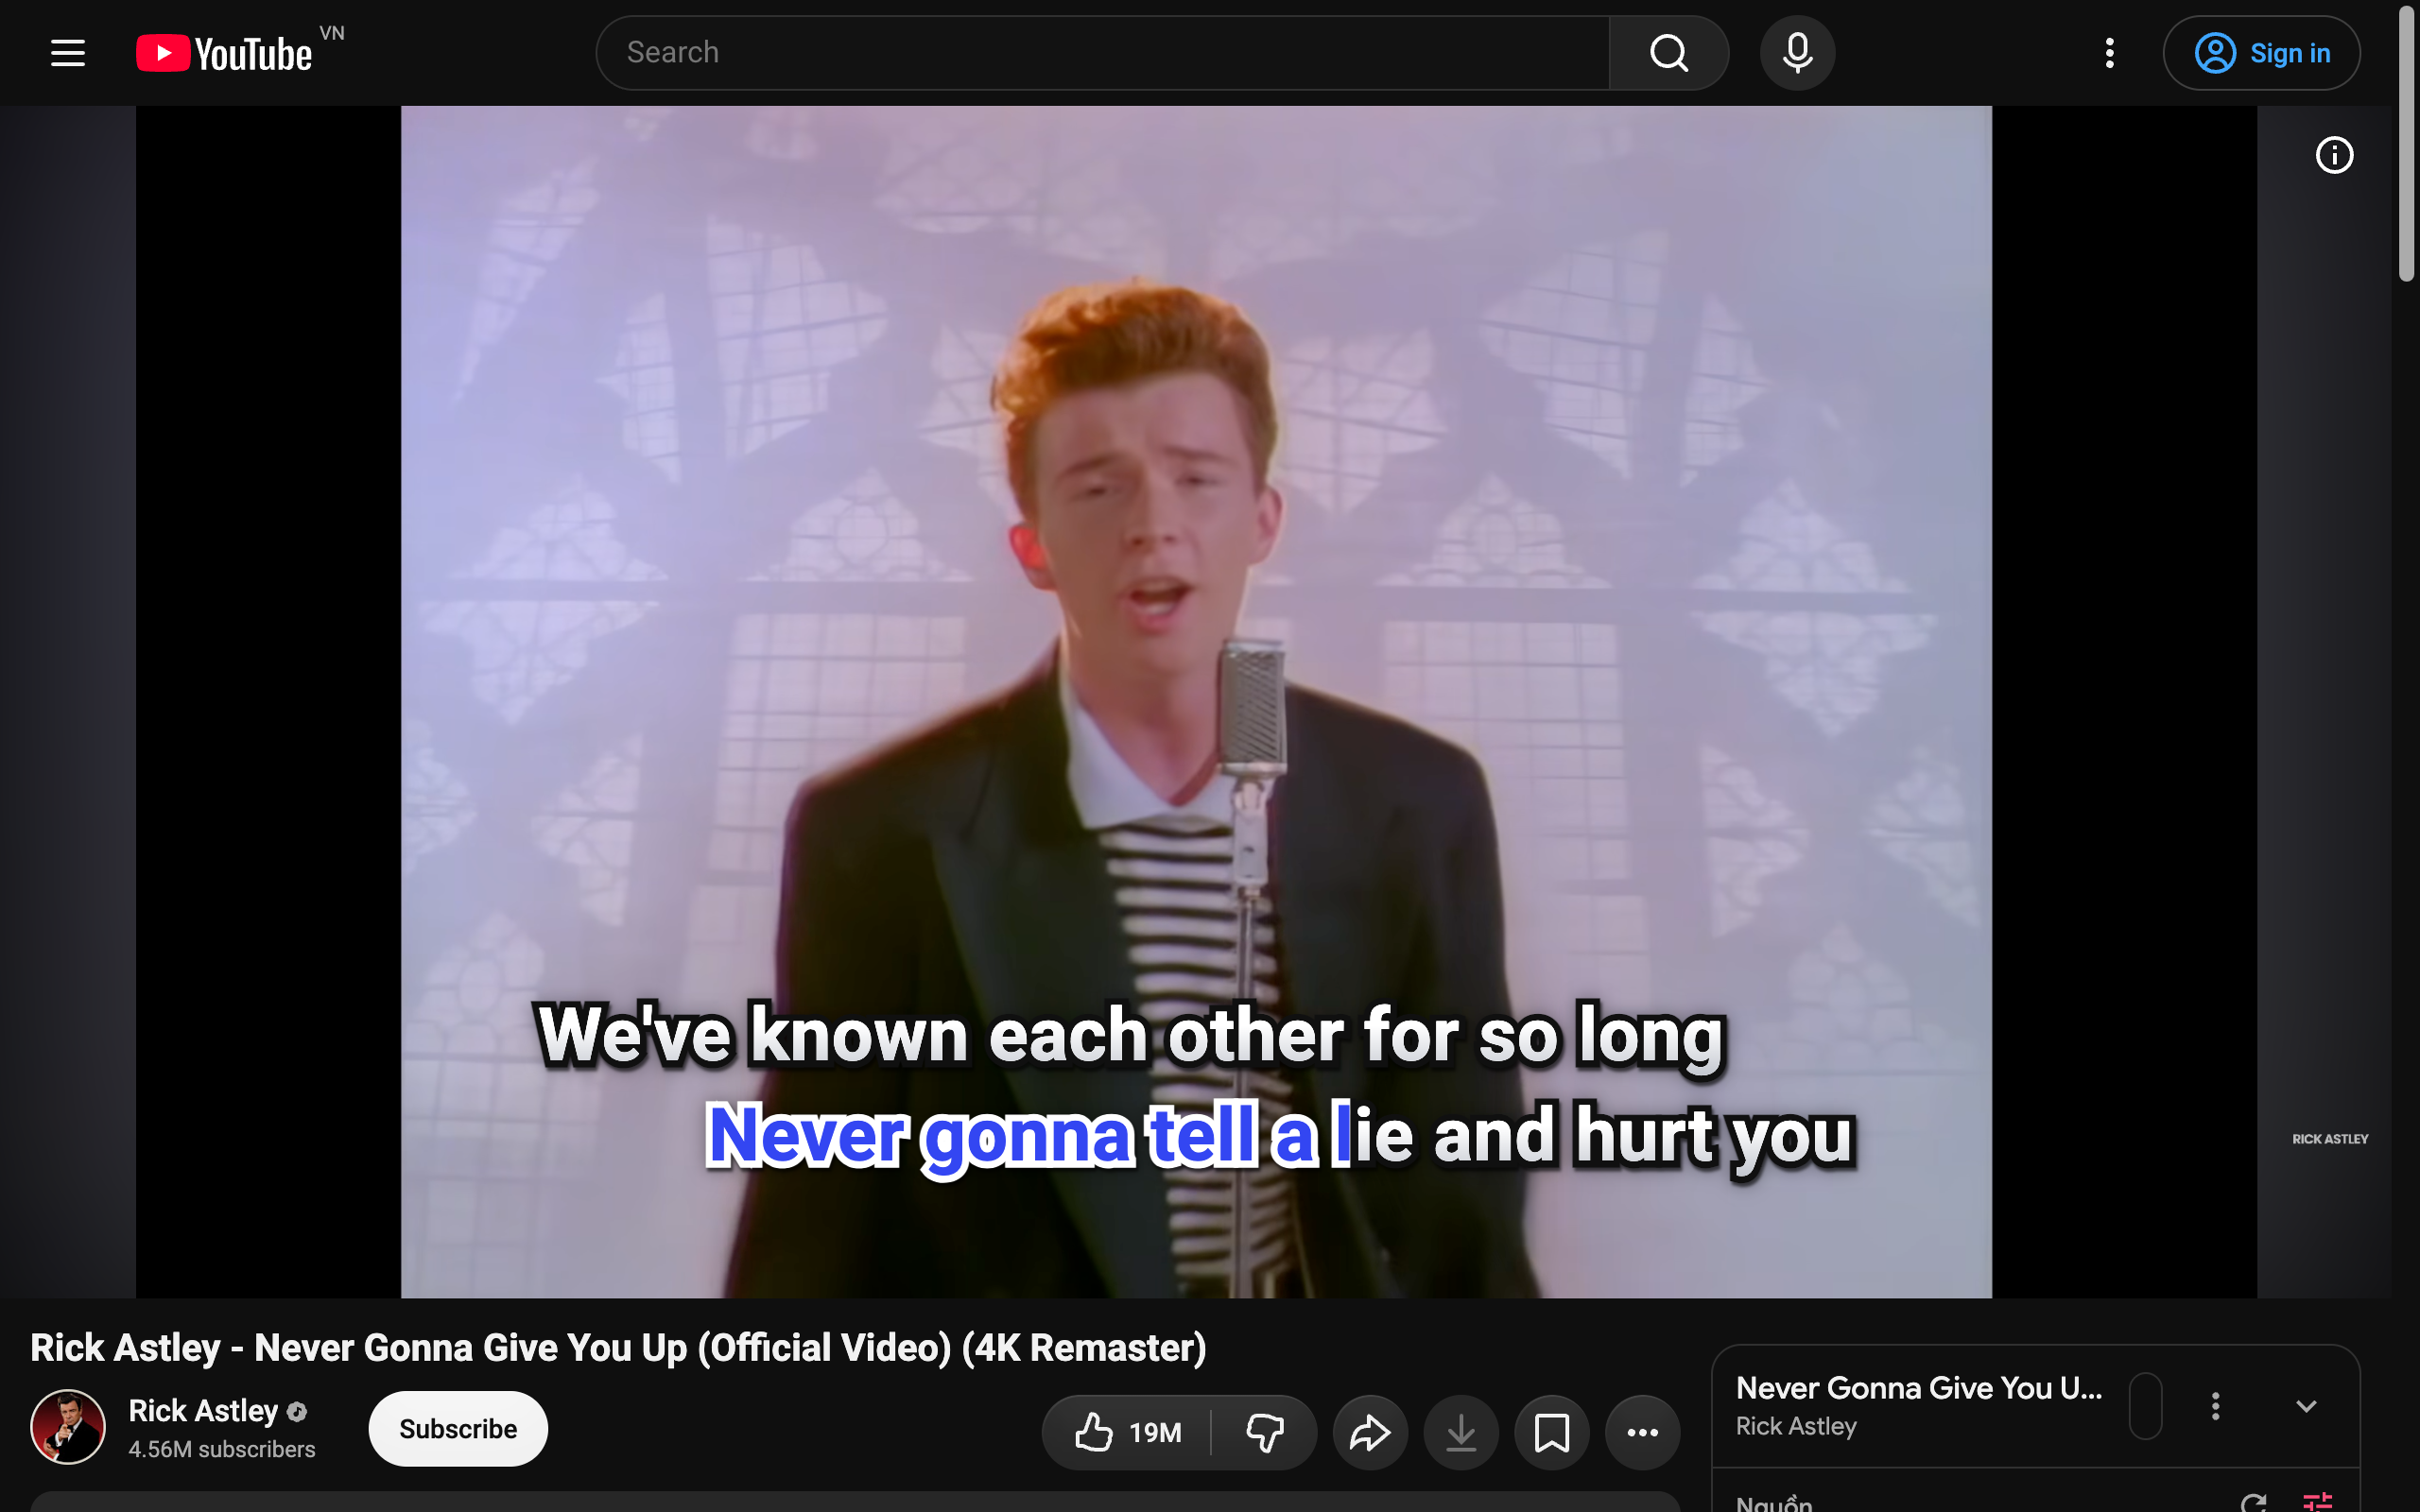 YouTube VN
Search
Sign in
We've known each other for so long
Never gonna tell a lie and hurt you
RICK ASTLEY
Rick Astley - Never Gonna Give You Up (Official Video) (4K Remaster)
Rick Astley
4.56M subscribers
Subscribe
19M
Never Gonna Give You U...
Rick Astley
Nguồn